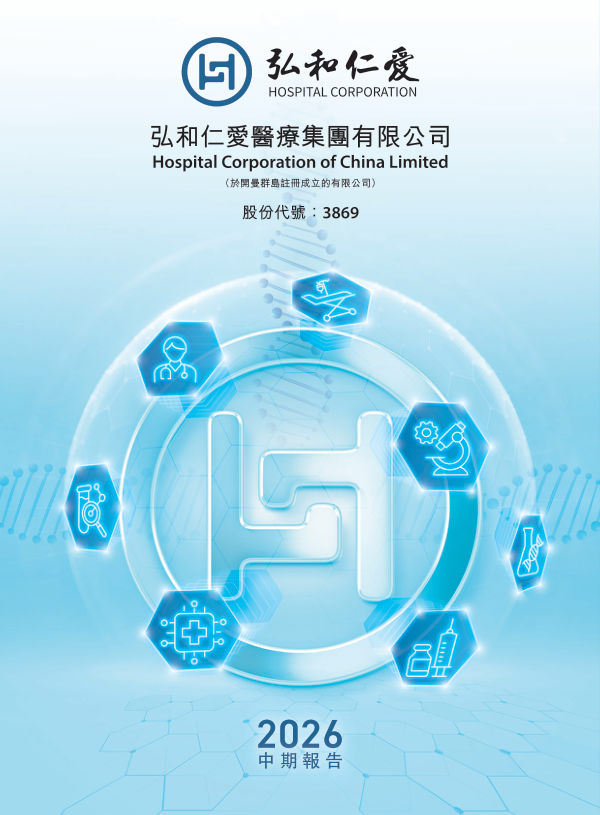 弘和仁愛
HOSPITAL CORPORATION
弘和仁愛醫療集團有限公司
Hospital Corporation of China Limited
（於開曼群島註冊成立的有限公司）
股份代號：3869
2026
中期報告